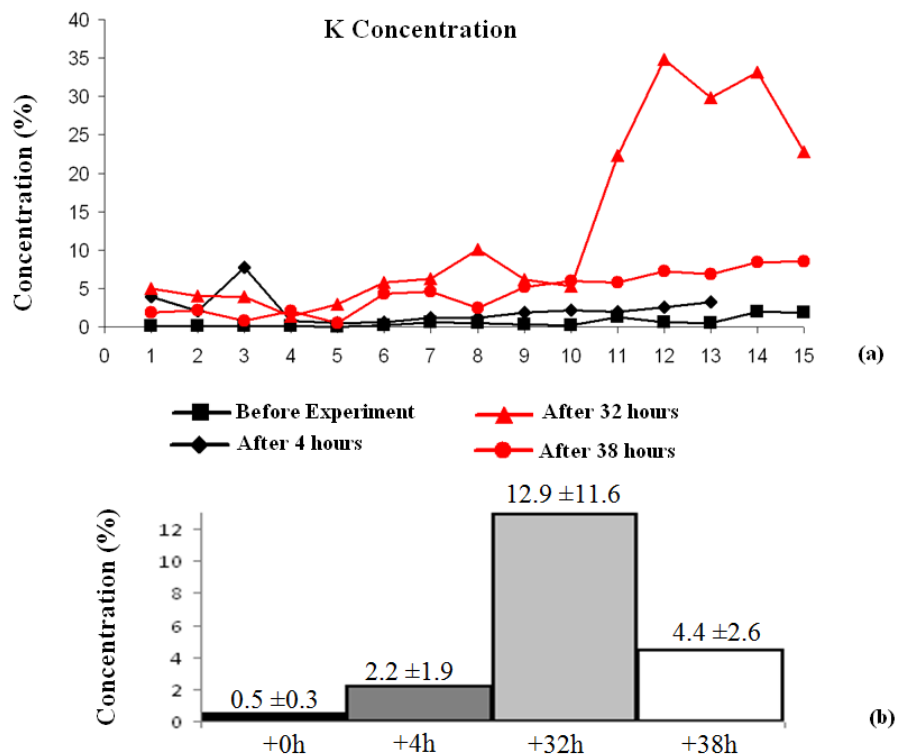 K Concentration
Concentration (%)
40
35
30
25
20
15
10
5
0
0 1 2 3 4 5 6 7 8 9 10 11 12 13 14 15
(a)
Before Experiment
After 32 hours
After 4 hours
After 38 hours
Concentration (%)
12
10
8
6
4
2
0
0.5 ±0.3
2.2 ±1.9
12.9 ±11.6
4.4 ±2.6
+0h +4h +32h +38h
(b)